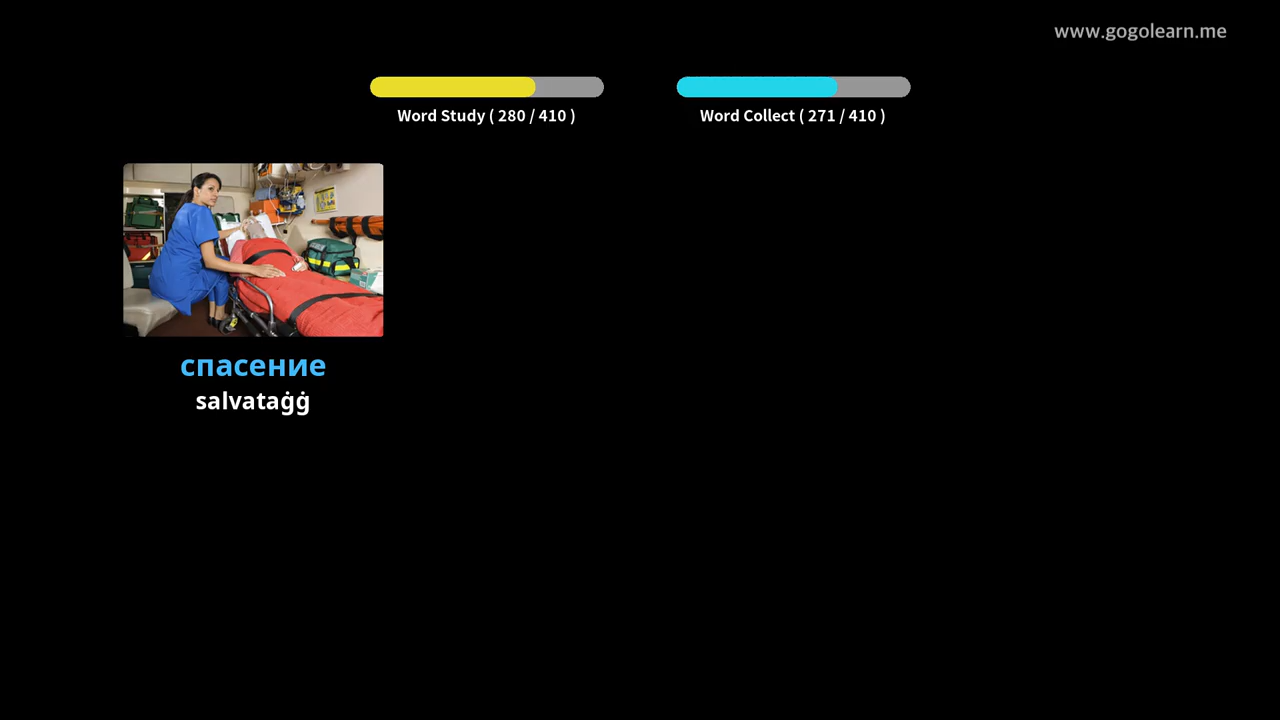 www.gogolearn.me
Word Study ( 280 / 410 )
Word Collect ( 271 / 410 )
спасение
salvataġġ